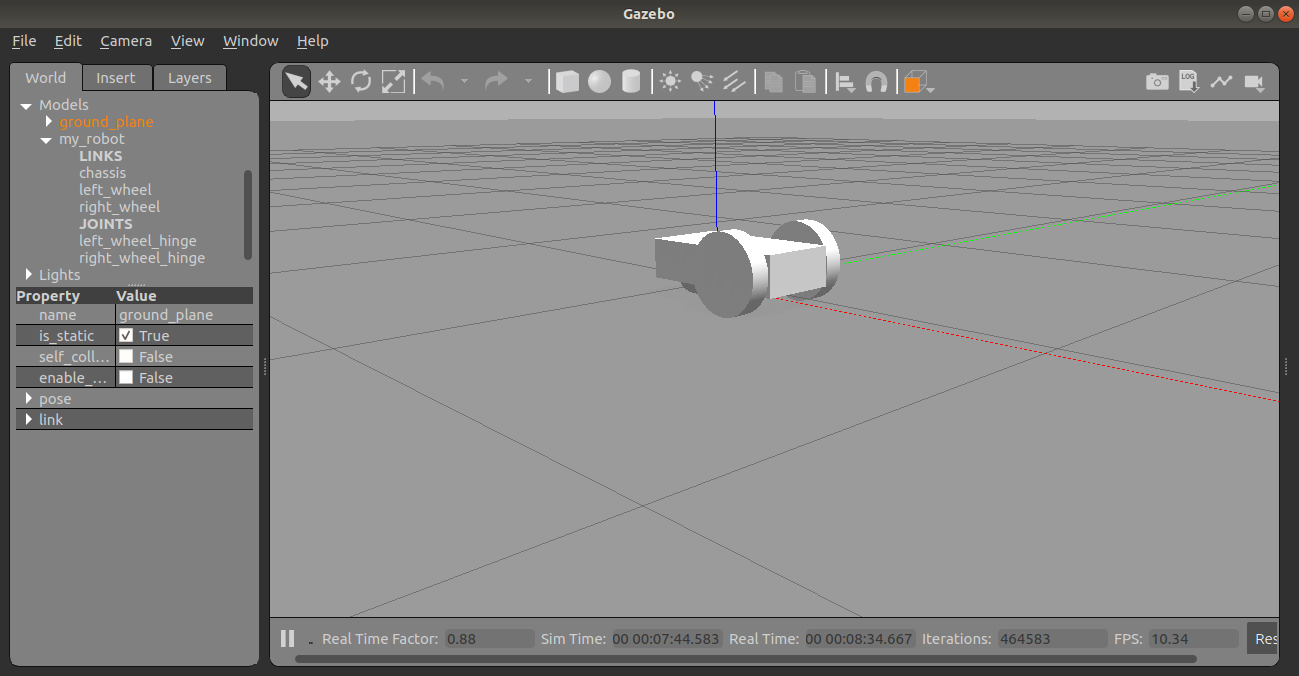 Gazebo
File Edit Camera View Window Help
World Insert Layers
LOG
Models
ground_plane
my_robot
LINKS
chassis
left_wheel
right_wheel
JOINTS
left_wheel_hinge
right_wheel_hinge
Lights
Property Value
name ground_plane
is_static True
self_coll... False
enable_... False
pose
link
Real Time Factor: 0.88 Sim Time: 00 00:07:44.583 Real Time: 00 00:08:34.667 Iterations: 464583 FPS: 10.34 Res